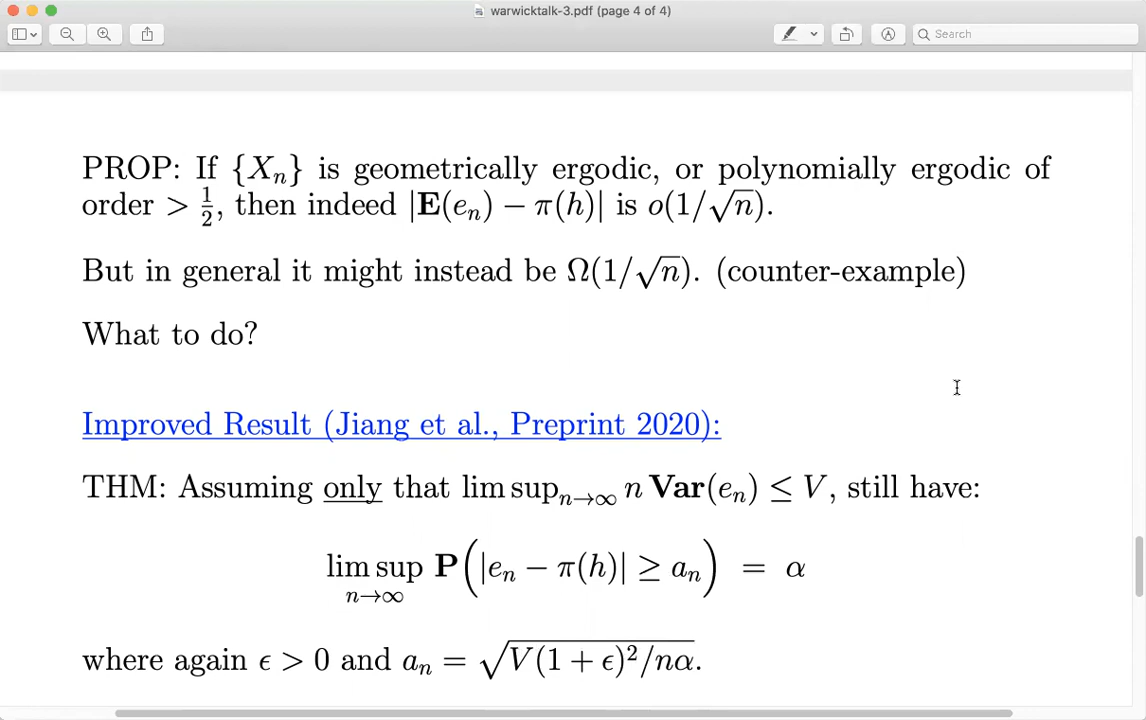 warwicktalk-3.pdf (page 4 of 4)
Search
PROP: If {Xₙ} is geometrically ergodic, or polynomially ergodic of
order > 1/2, then indeed |E(eₙ) − π(h)| is o(1/√n).
But in general it might instead be Ω(1/√n). (counter-example)
What to do?
Improved Result (Jiang et al., Preprint 2020):
THM: Assuming only that lim supₙ→∞ n Var(eₙ) ≤ V, still have:
lim sup n→∞ P(|eₙ − π(h)| ≥ aₙ) = α
where again ϵ > 0 and aₙ = √(V(1 + ϵ)²/nα).